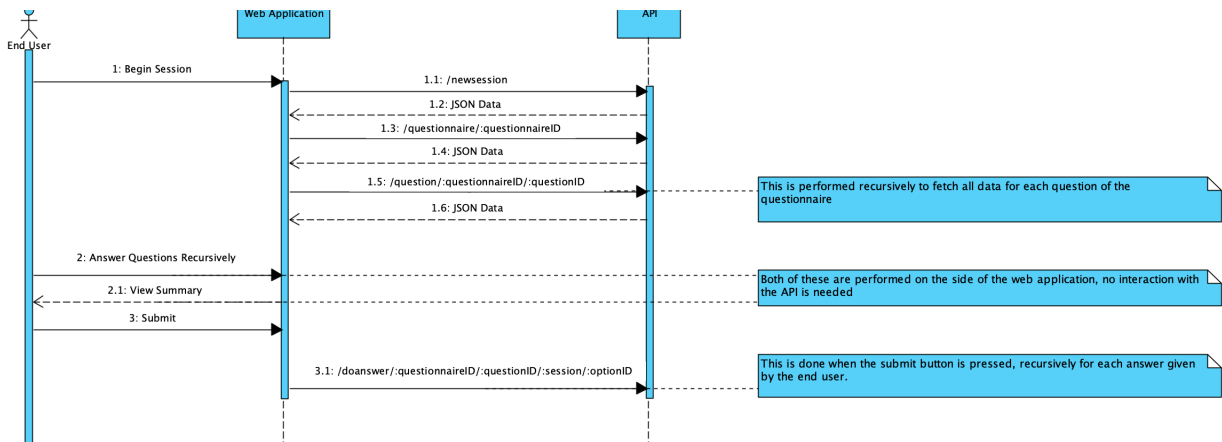 Web Application
API
End User
1: Begin Session
1.1: /newsession
1.2: JSON Data
1.3: /questionnaire/:questionnaireID
1.4: JSON Data
1.5: /question/:questionnaireID/:questionID
This is performed recursively to fetch all data for each question of the
questionnaire
1.6: JSON Data
2: Answer Questions Recursively
Both of these are performed on the side of the web application, no interaction with
the API is needed
2.1: View Summary
3: Submit
This is done when the submit button is pressed, recursively for each answer given
by the end user.
3.1: /doanswer/:questionnaireID/:questionID/:session/:optionID